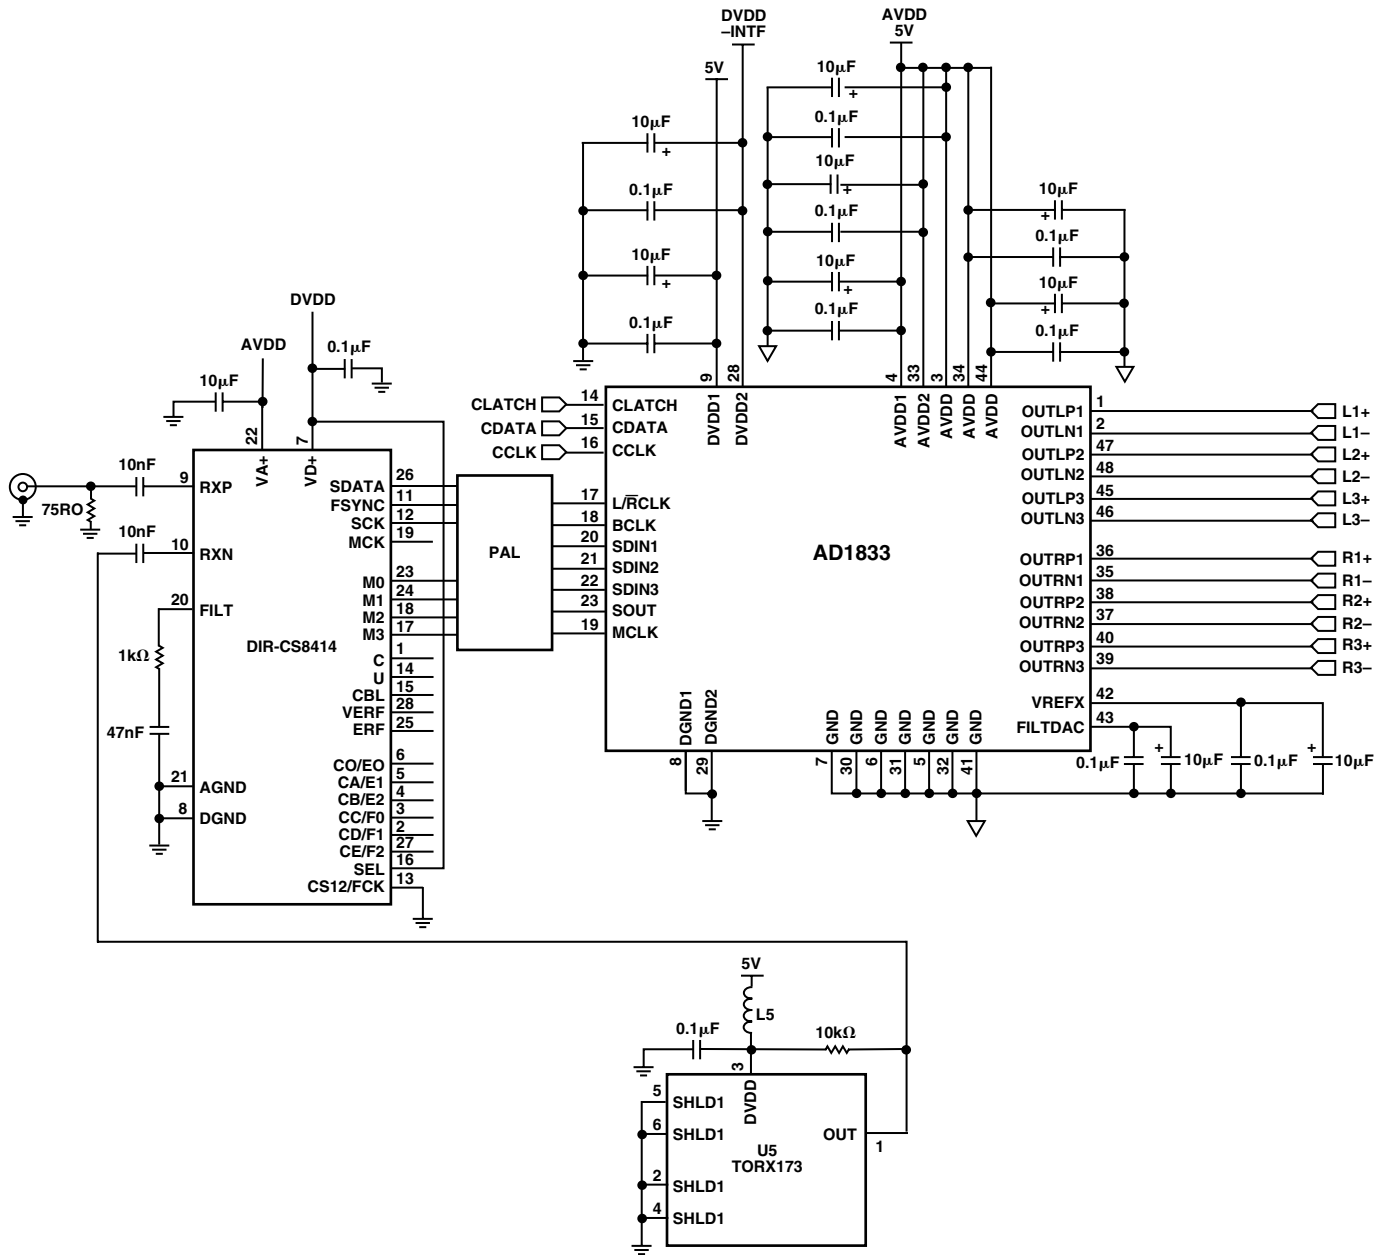 DVDD
–INTF
AVDD
5V
5V
10µF
0.1µF
10µF
0.1µF
10µF
0.1µF
10µF
0.1µF
10µF
0.1µF
10µF
0.1µF
10µF
0.1µF
10µF
0.1µF
DVDD
AVDD
0.1µF
10µF
22
7
VA+
VD+
10nF
9
RXP
75RO
10nF
10
RXN
20
FILT
1kΩ
47nF
21
AGND
8
DGND
DIR-CS8414
SDATA 26
FSYNC 11
SCK 12
MCK 19
M0 23
M1 24
M2 18
M3 17
C 1
U 14
CBL 15
VERF 28
ERF 25
CO/EO 6
CA/E1 5
CB/E2 4
CC/F0 3
CD/F1 2
CE/F2 27
SEL 16
CS12/FCK 13
PAL
CLATCH 14 CLATCH
CDATA 15 CDATA
CCLK 16 CCLK
17 L/R̅CLK
18 BCLK
20 SDIN1
21 SDIN2
22 SDIN3
23 SOUT
19 MCLK
9 DVDD1
28 DVDD2
4 AVDD1
33 AVDD2
3 AVDD
34 AVDD
44 AVDD
AD1833
OUTLP1 1 L1+
OUTLN1 2 L1–
OUTLP2 47 L2+
OUTLN2 48 L2–
OUTLP3 45 L3+
OUTLN3 46 L3–
OUTRP1 36 R1+
OUTRN1 35 R1–
OUTRP2 38 R2+
OUTRN2 37 R2–
OUTRP3 40 R3+
OUTRN3 39 R3–
VREFX 42
FILTDAC 43
DGND1 8
DGND2 29
GND 7
GND 30
GND 6
GND 31
GND 5
GND 32
GND 41
0.1µF
+
10µF
0.1µF
+
10µF
5V
L5
0.1µF
10kΩ
3
DVDD
5 SHLD1
6 SHLD1
2 SHLD1
4 SHLD1
OUT 1
U5
TORX173